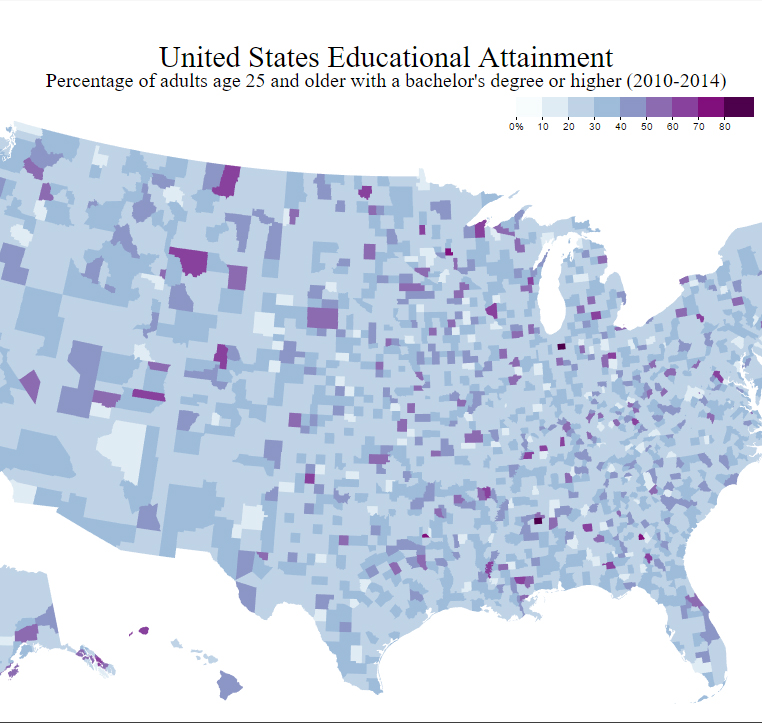 United States Educational Attainment
Percentage of adults age 25 and older with a bachelor's degree or higher (2010-2014)
0% 10 20 30 40 50 60 70 80